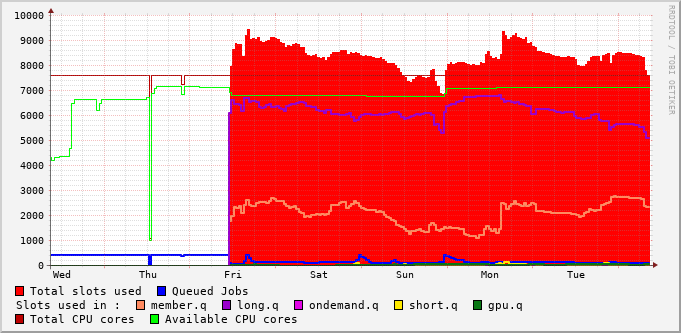 10000
9000
8000
7000
6000
5000
4000
3000
2000
1000
0
Wed Thu Fri Sat Sun Mon Tue
RRDTOOL / TOBI OETIKER
Total slots used Queued Jobs
Slots used in : member.q long.q ondemand.q short.q gpu.q
Total CPU cores Available CPU cores